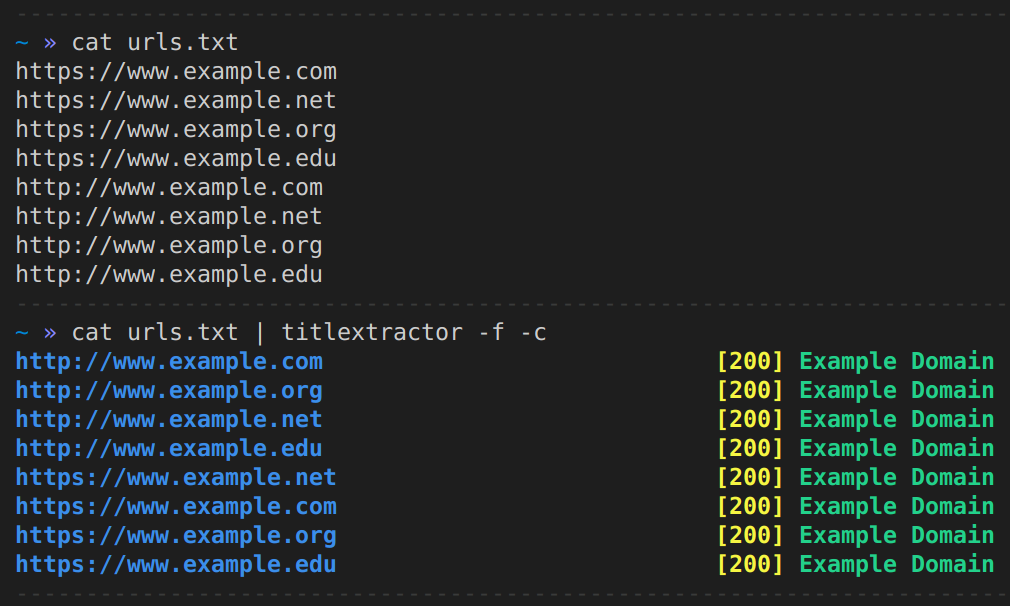 ~ » cat urls.txt
https://www.example.com
https://www.example.net
https://www.example.org
https://www.example.edu
http://www.example.com
http://www.example.net
http://www.example.org
http://www.example.edu
~ » cat urls.txt | titlextractor -f -c
http://www.example.com [200] Example Domain
http://www.example.org [200] Example Domain
http://www.example.net [200] Example Domain
http://www.example.edu [200] Example Domain
https://www.example.net [200] Example Domain
https://www.example.com [200] Example Domain
https://www.example.org [200] Example Domain
https://www.example.edu [200] Example Domain